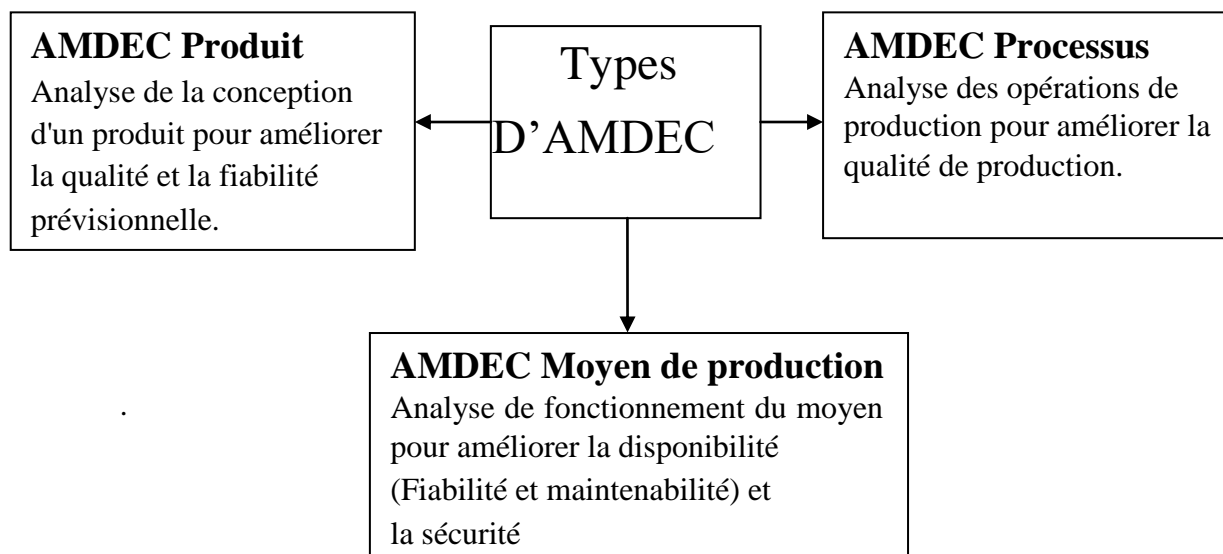 AMDEC Produit
Analyse de la conception
d'un produit pour améliorer
la qualité et la fiabilité
prévisionnelle.
Types
D’AMDEC
AMDEC Processus
Analyse des opérations de
production pour améliorer la
qualité de production.
AMDEC Moyen de production
Analyse de fonctionnement du moyen
pour améliorer la disponibilité
(Fiabilité et maintenabilité) et
la sécurité
.